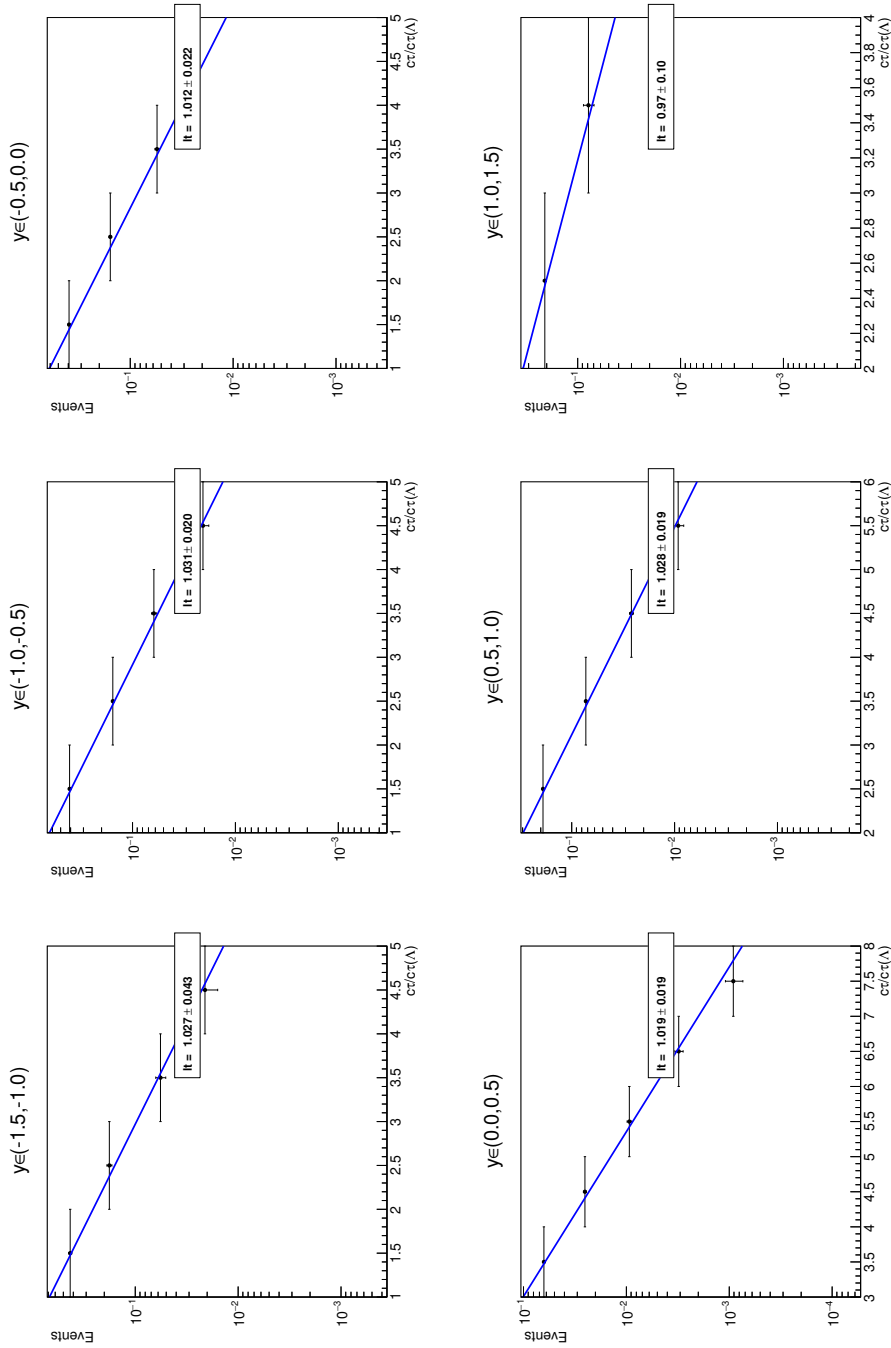 y∈(-1.5,-1.0)
Events
10⁻¹
10⁻²
10⁻³
lt = 1.027 ± 0.043
1 1.5 2 2.5 3 3.5 4 4.5 5
cτ/cτ(Λ)
y∈(-1.0,-0.5)
Events
10⁻¹
10⁻²
10⁻³
lt = 1.031 ± 0.020
1 1.5 2 2.5 3 3.5 4 4.5 5
cτ/cτ(Λ)
y∈(-0.5,0.0)
Events
10⁻¹
10⁻²
10⁻³
lt = 1.012 ± 0.022
1 1.5 2 2.5 3 3.5 4 4.5 5
cτ/cτ(Λ)
y∈(0.0,0.5)
Events
10⁻¹
10⁻²
10⁻³
10⁻⁴
lt = 1.019 ± 0.019
3 3.5 4 4.5 5 5.5 6 6.5 7 7.5 8
cτ/cτ(Λ)
y∈(0.5,1.0)
Events
10⁻¹
10⁻²
10⁻³
lt = 1.028 ± 0.019
2 2.5 3 3.5 4 4.5 5 5.5 6
cτ/cτ(Λ)
y∈(1.0,1.5)
Events
10⁻¹
10⁻²
10⁻³
lt = 0.97 ± 0.10
2 2.2 2.4 2.6 2.8 3 3.2 3.4 3.6 3.8 4
cτ/cτ(Λ)